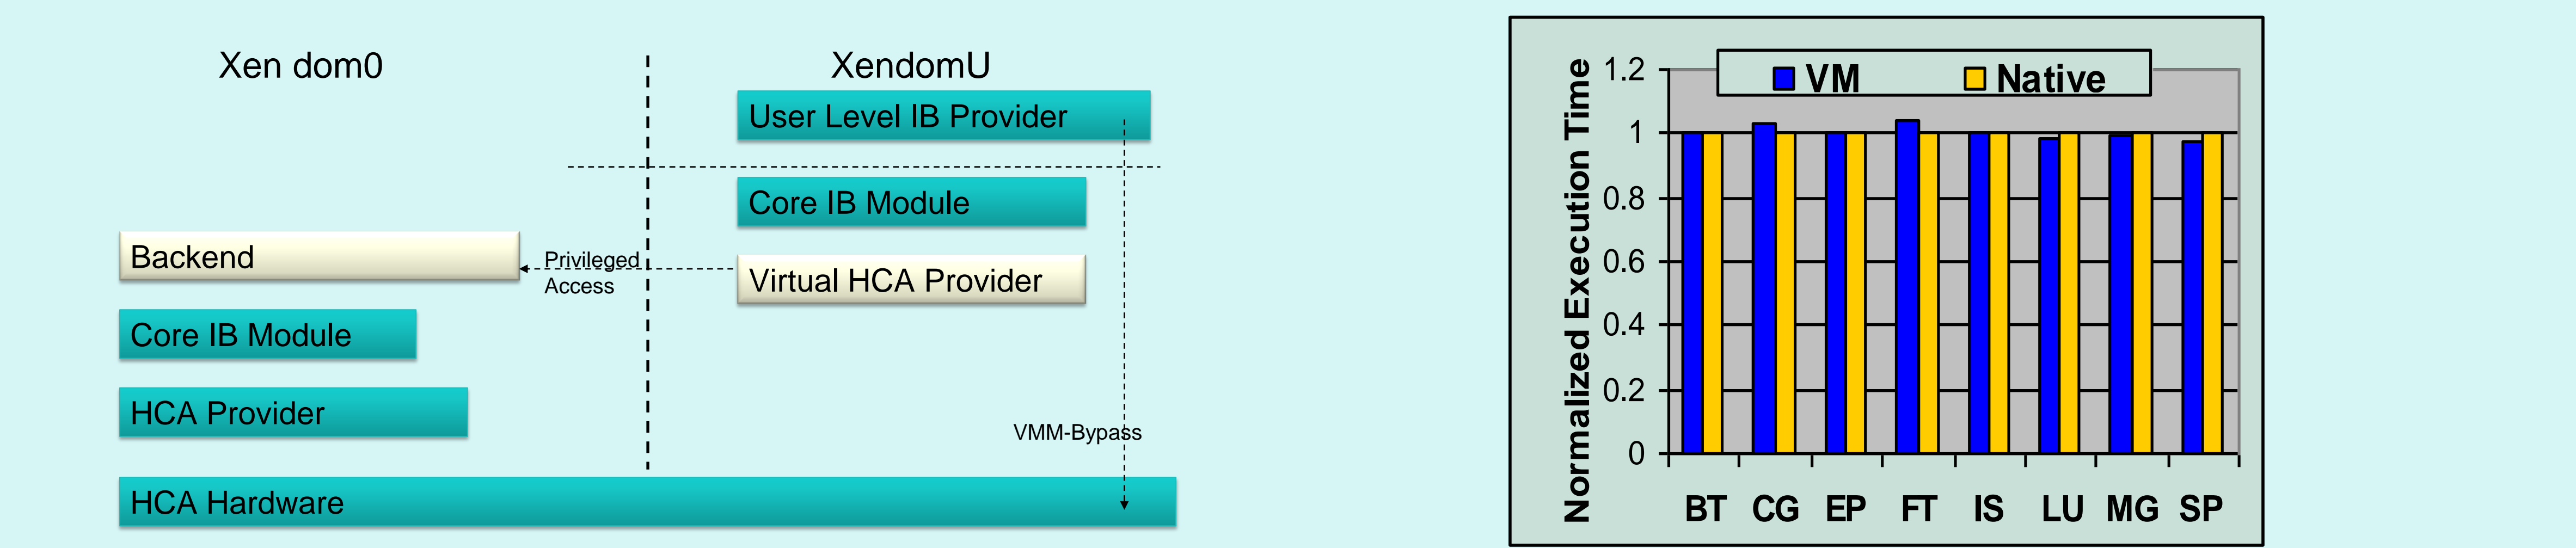 Xen dom0
XendomU
User Level IB Provider
Core IB Module
Backend
Privileged
Access
Virtual HCA Provider
Core IB Module
HCA Provider
VMM-Bypass
HCA Hardware
Normalized Execution Time
VM Native
1.2
1
0.8
0.6
0.4
0.2
0
BT CG EP FT IS LU MG SP